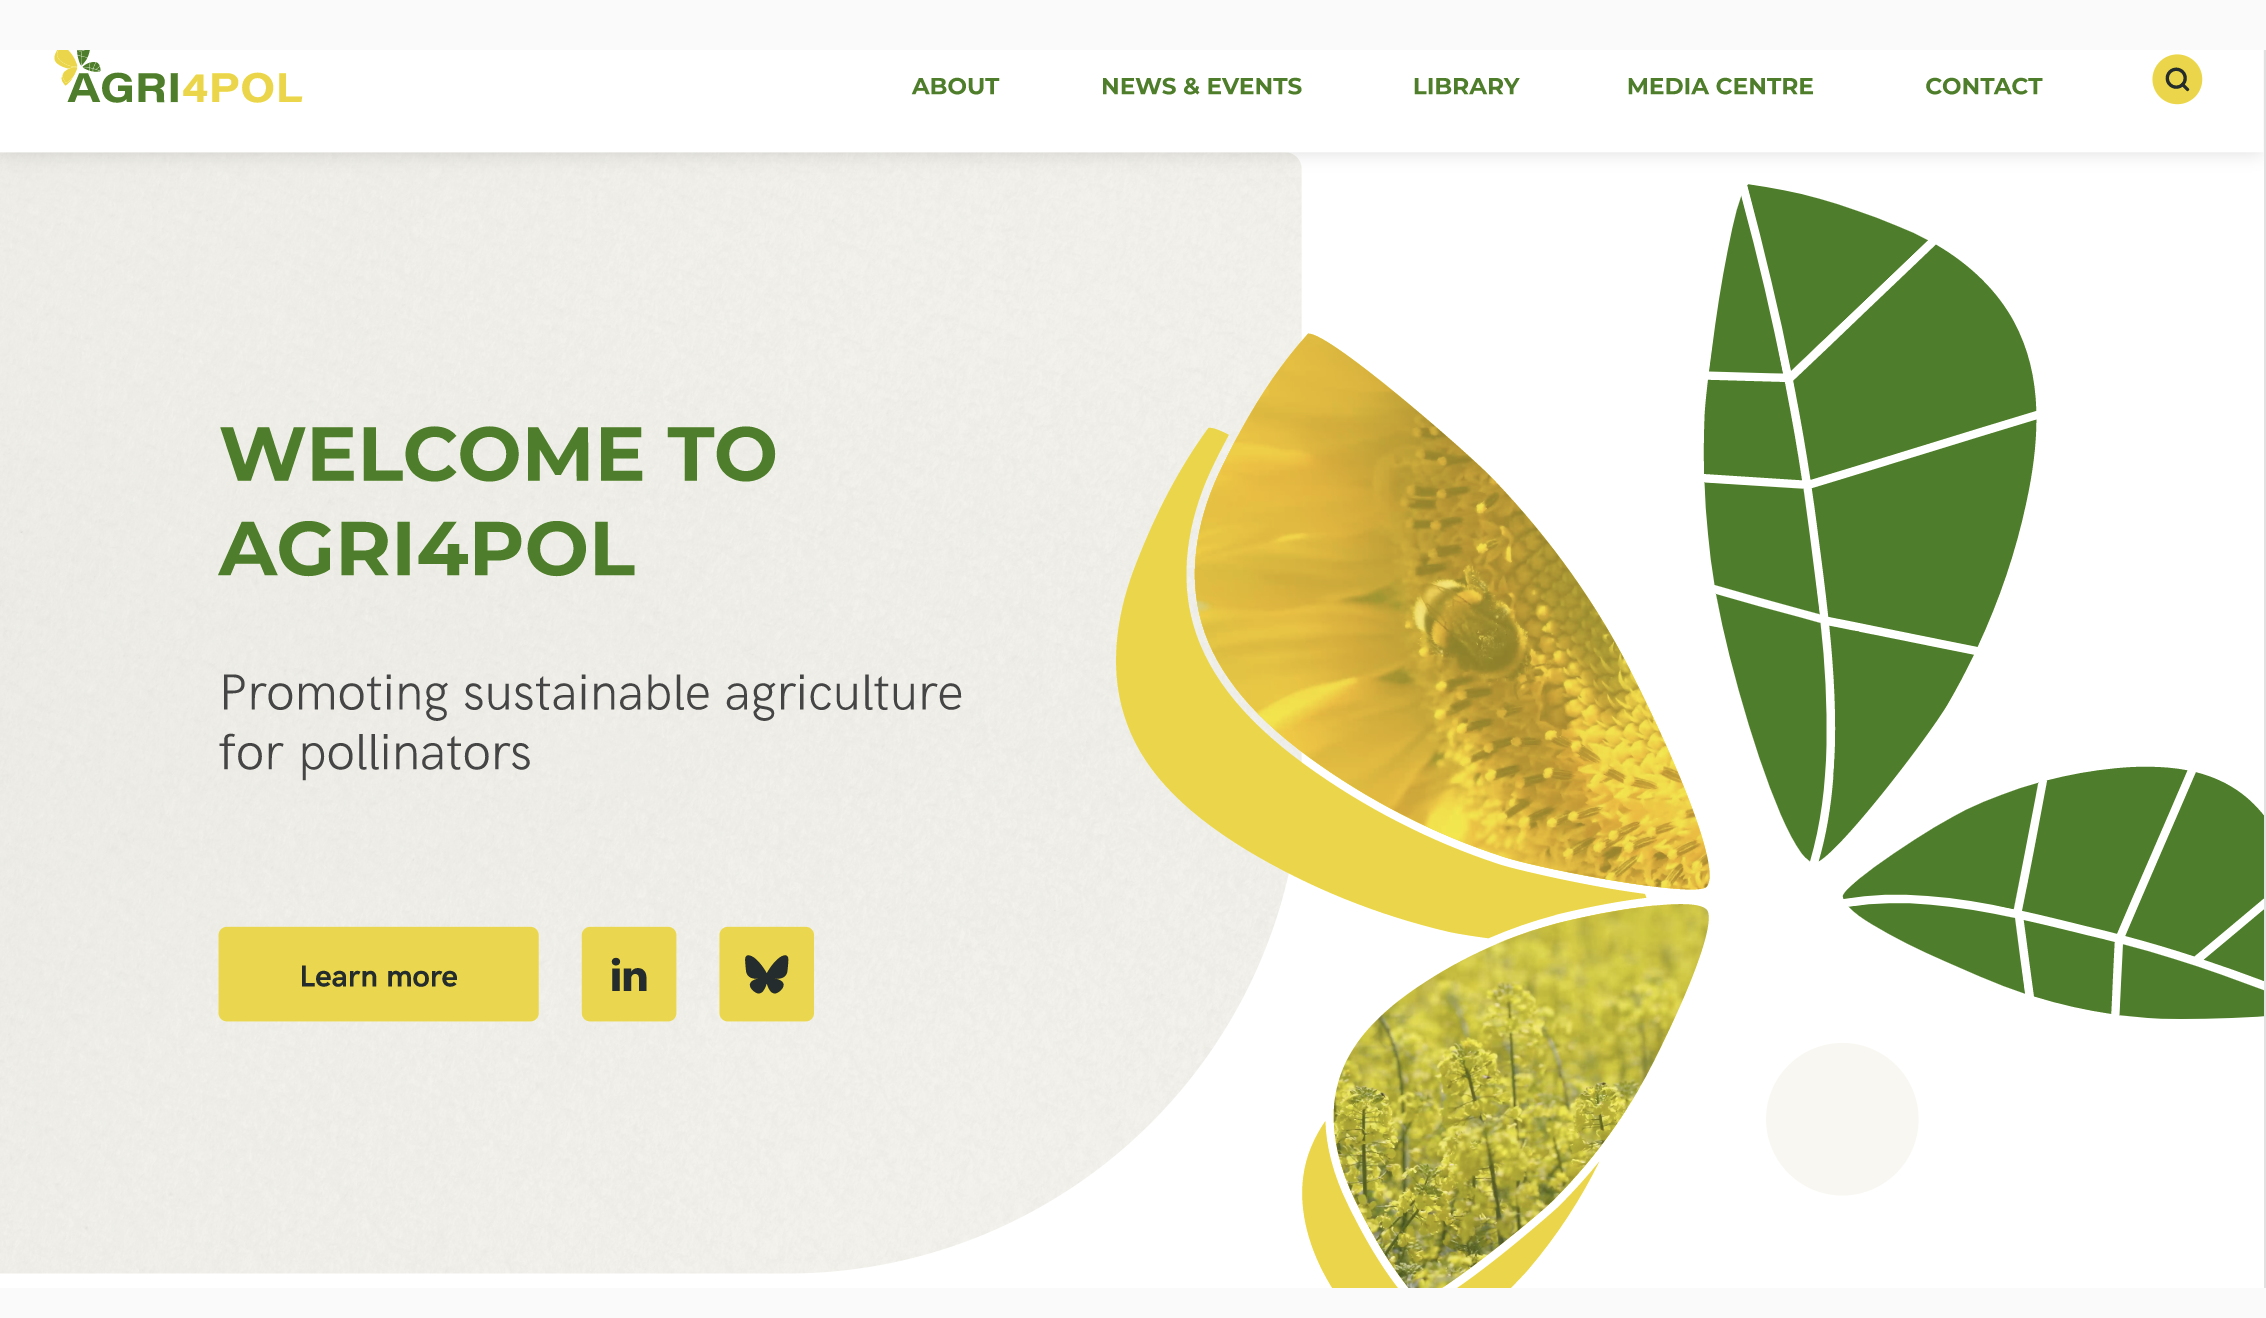 AGRI4POL
ABOUT
NEWS & EVENTS
LIBRARY
MEDIA CENTRE
CONTACT
WELCOME TO
AGRI4POL
Promoting sustainable agriculture
for pollinators
Learn more
in